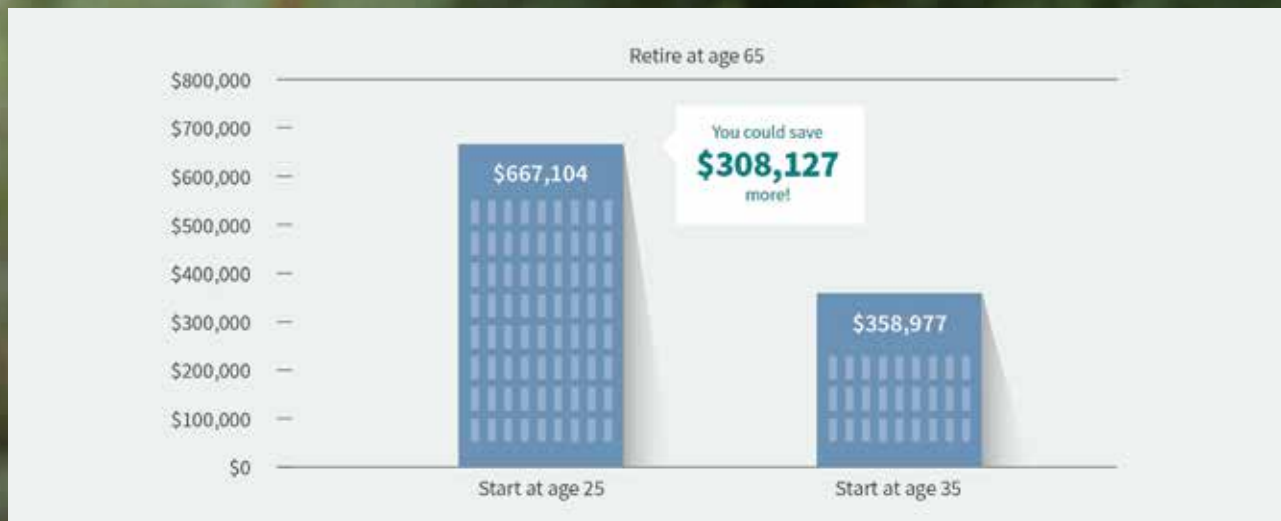 Retire at age 65
$800,000
$700,000
You could save
$308,127
more!
$667,104
$600,000
$500,000
$400,000
$300,000
$358,977
$200,000
$100,000
$0
Start at age 25
Start at age 35